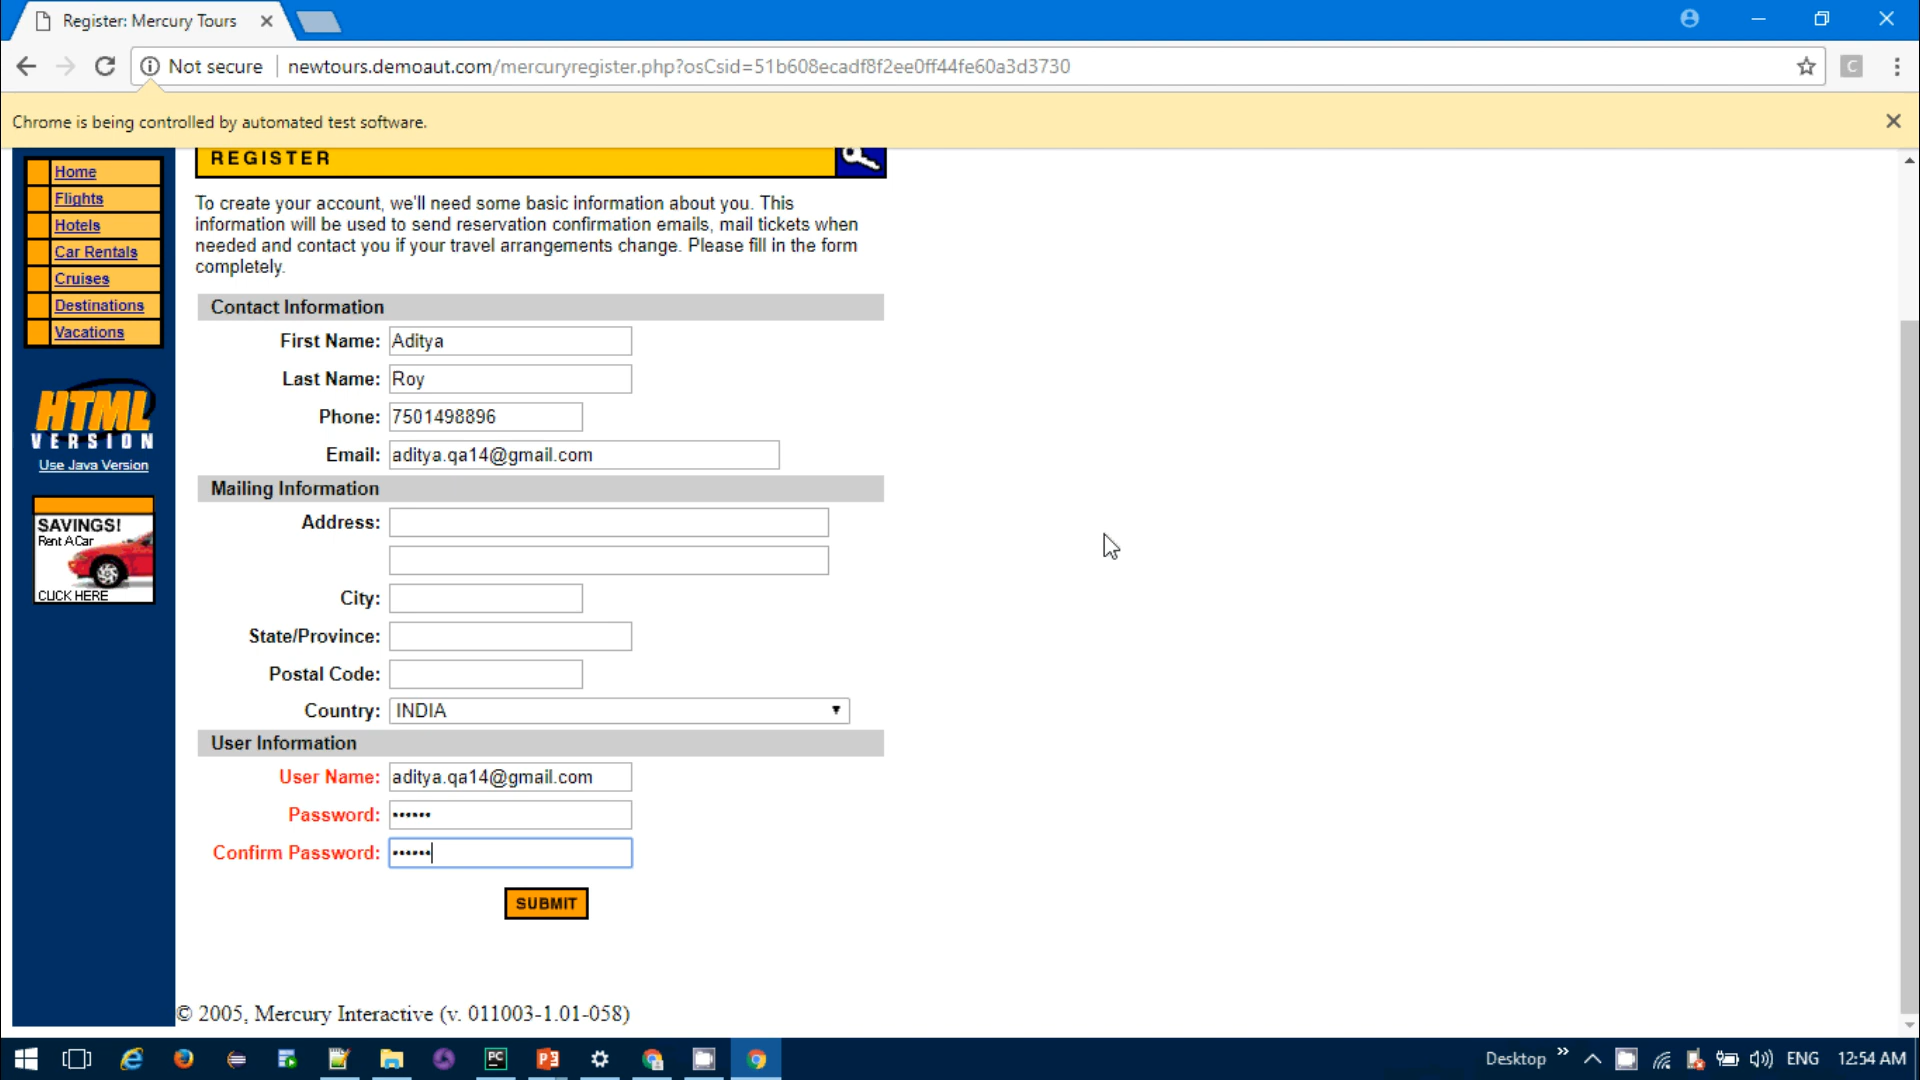 Register: Mercury Tours
Not secure
newtours.demoaut.com/mercuryregister.php?osCsid=51b608ecadf8f2ee0ff44fe60a3d3730
C
Chrome is being controlled by automated test software.
Home
Flights
Hotels
Car Rentals
Cruises
Destinations
Vacations
HTML
VERSION
Use Java Version
SAVINGS!
Rent A Car
CLICK HERE
REGISTER
To create your account, we'll need some basic information about you. This
information will be used to send reservation confirmation emails, mail tickets when
needed and contact you if your travel arrangements change. Please fill in the form
completely.
Contact Information
First Name: Aditya
Last Name: Roy
Phone: 7501498896
Email: aditya.qa14@gmail.com
Mailing Information
Address:
City:
State/Province:
Postal Code:
Country: INDIA
User Information
User Name: aditya.qa14@gmail.com
Password: ••••••
Confirm Password: ••••••
SUBMIT
© 2005, Mercury Interactive (v. 011003-1.01-058)
PC
Desktop
ENG
12:54 AM